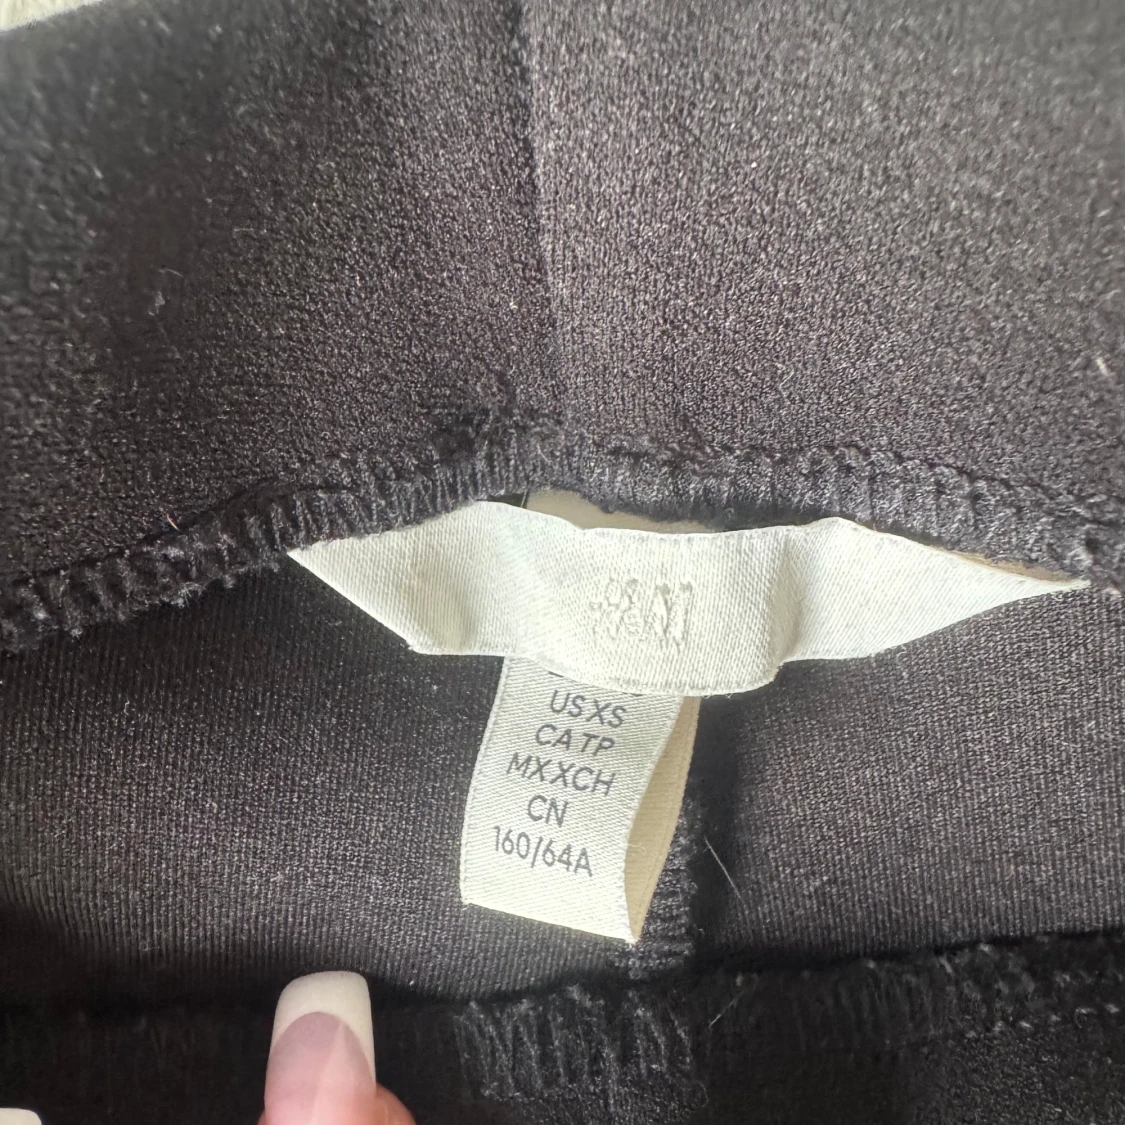 H&M
US XS
CA TP
MX XCH
CN
160/64A